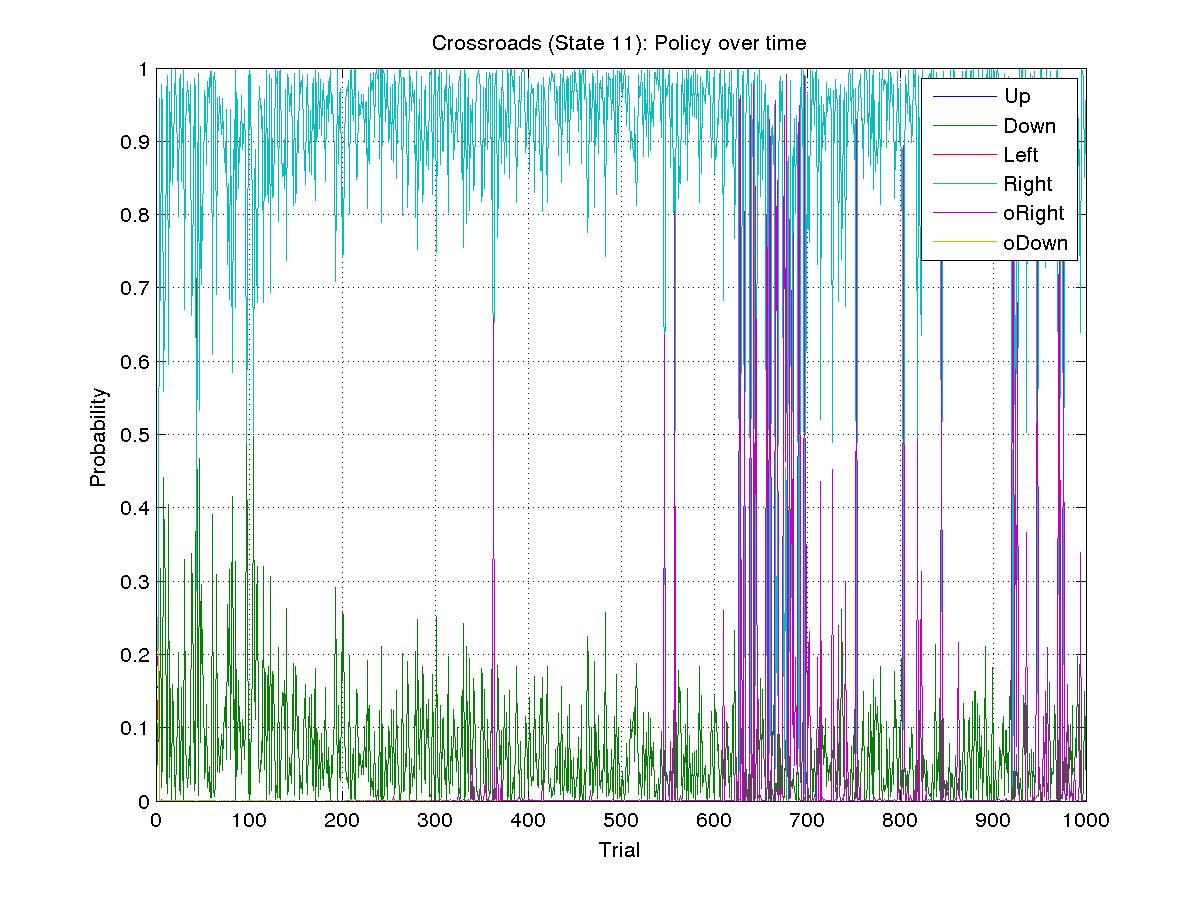 Crossroads (State 11): Policy over time
1
0.9
0.8
0.7
0.6
0.5
0.4
0.3
0.2
0.1
0
Probability
Up
Down
Left
Right
oRight
oDown
0 100 200 300 400 500 600 700 800 900 1000
Trial